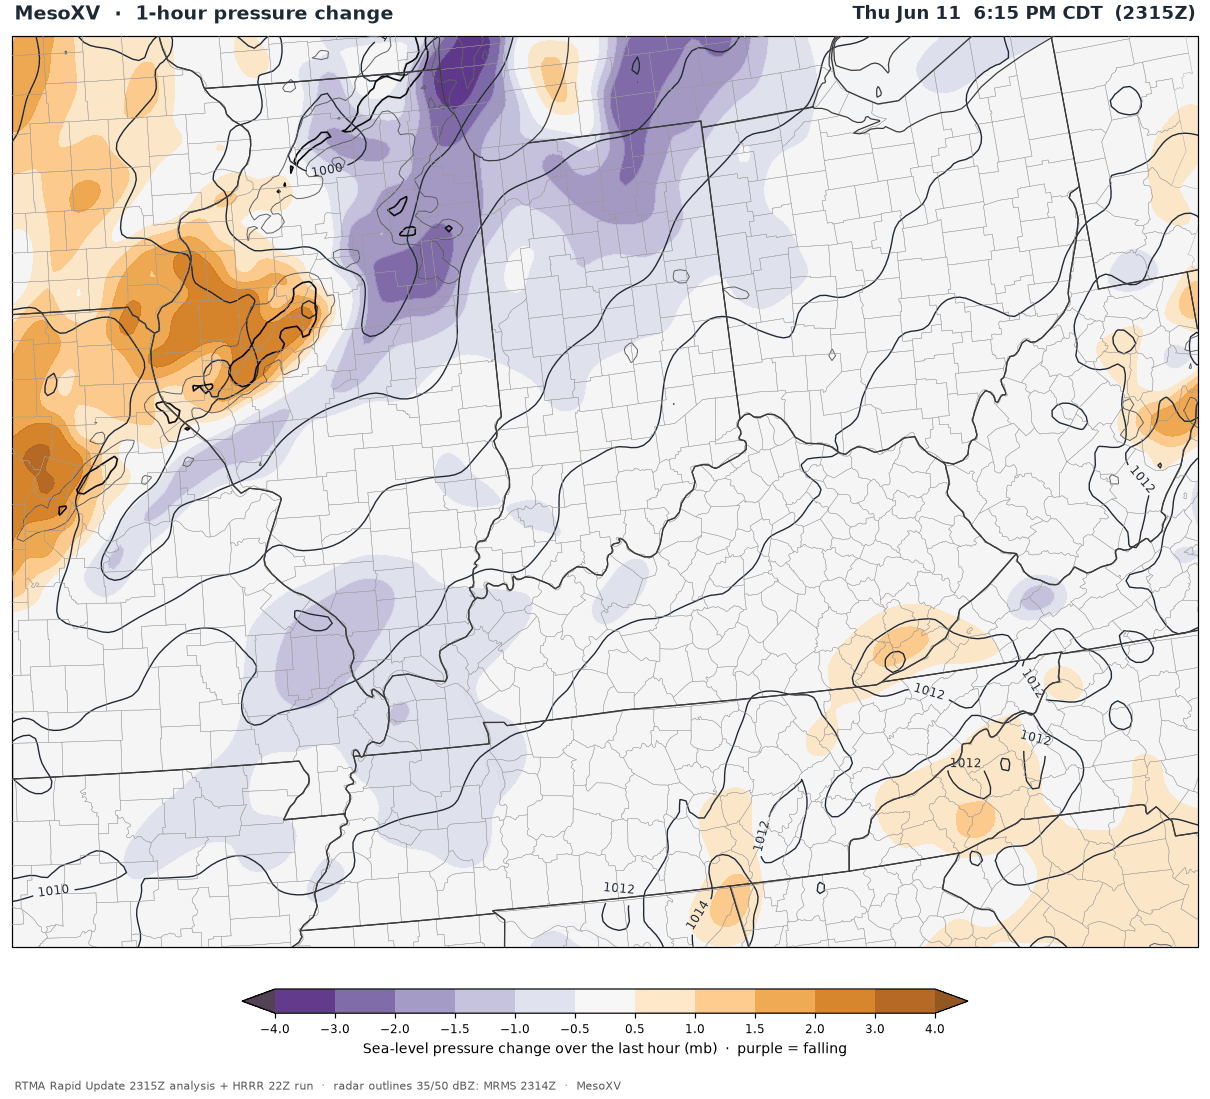 MesoXV · 1-hour pressure change
Thu Jun 11 6:15 PM CDT (2315Z)
1000
1012
1012
1012
1012
1012
1012
1010
1012
1014
−4.0 −3.0 −2.0 −1.5 −1.0 −0.5 0.5 1.0 1.5 2.0 3.0 4.0
Sea-level pressure change over the last hour (mb) · purple = falling
RTMA Rapid Update 2315Z analysis + HRRR 22Z run · radar outlines 35/50 dBZ: MRMS 2314Z · MesoXV